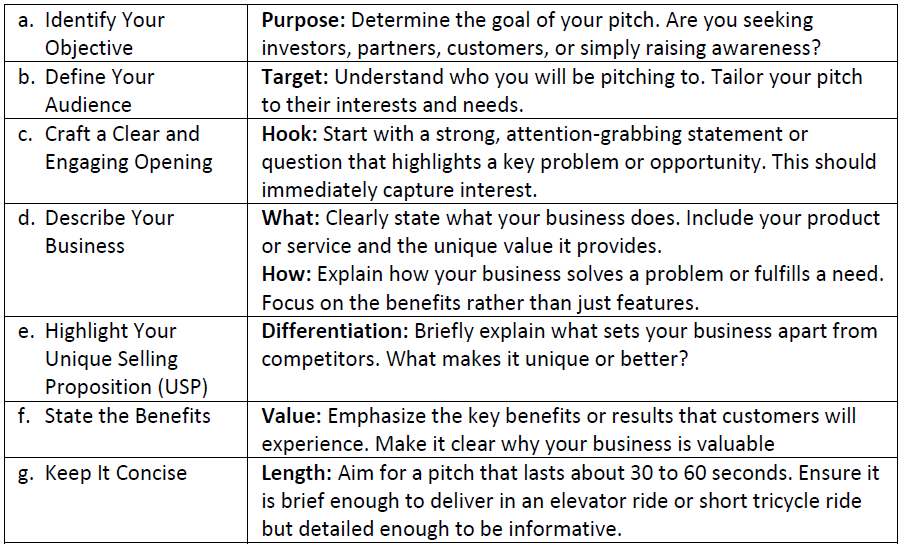 a. Identify Your Objective
Purpose: Determine the goal of your pitch. Are you seeking
investors, partners, customers, or simply raising awareness?
b. Define Your Audience
Target: Understand who you will be pitching to. Tailor your pitch
to their interests and needs.
c. Craft a Clear and Engaging Opening
Hook: Start with a strong, attention-grabbing statement or
question that highlights a key problem or opportunity. This should
immediately capture interest.
d. Describe Your Business
What: Clearly state what your business does. Include your product
or service and the unique value it provides.
How: Explain how your business solves a problem or fulfills a need.
Focus on the benefits rather than just features.
e. Highlight Your Unique Selling Proposition (USP)
Differentiation: Briefly explain what sets your business apart from
competitors. What makes it unique or better?
f. State the Benefits
Value: Emphasize the key benefits or results that customers will
experience. Make it clear why your business is valuable
g. Keep It Concise
Length: Aim for a pitch that lasts about 30 to 60 seconds. Ensure it
is brief enough to deliver in an elevator ride or short tricycle ride
but detailed enough to be informative.